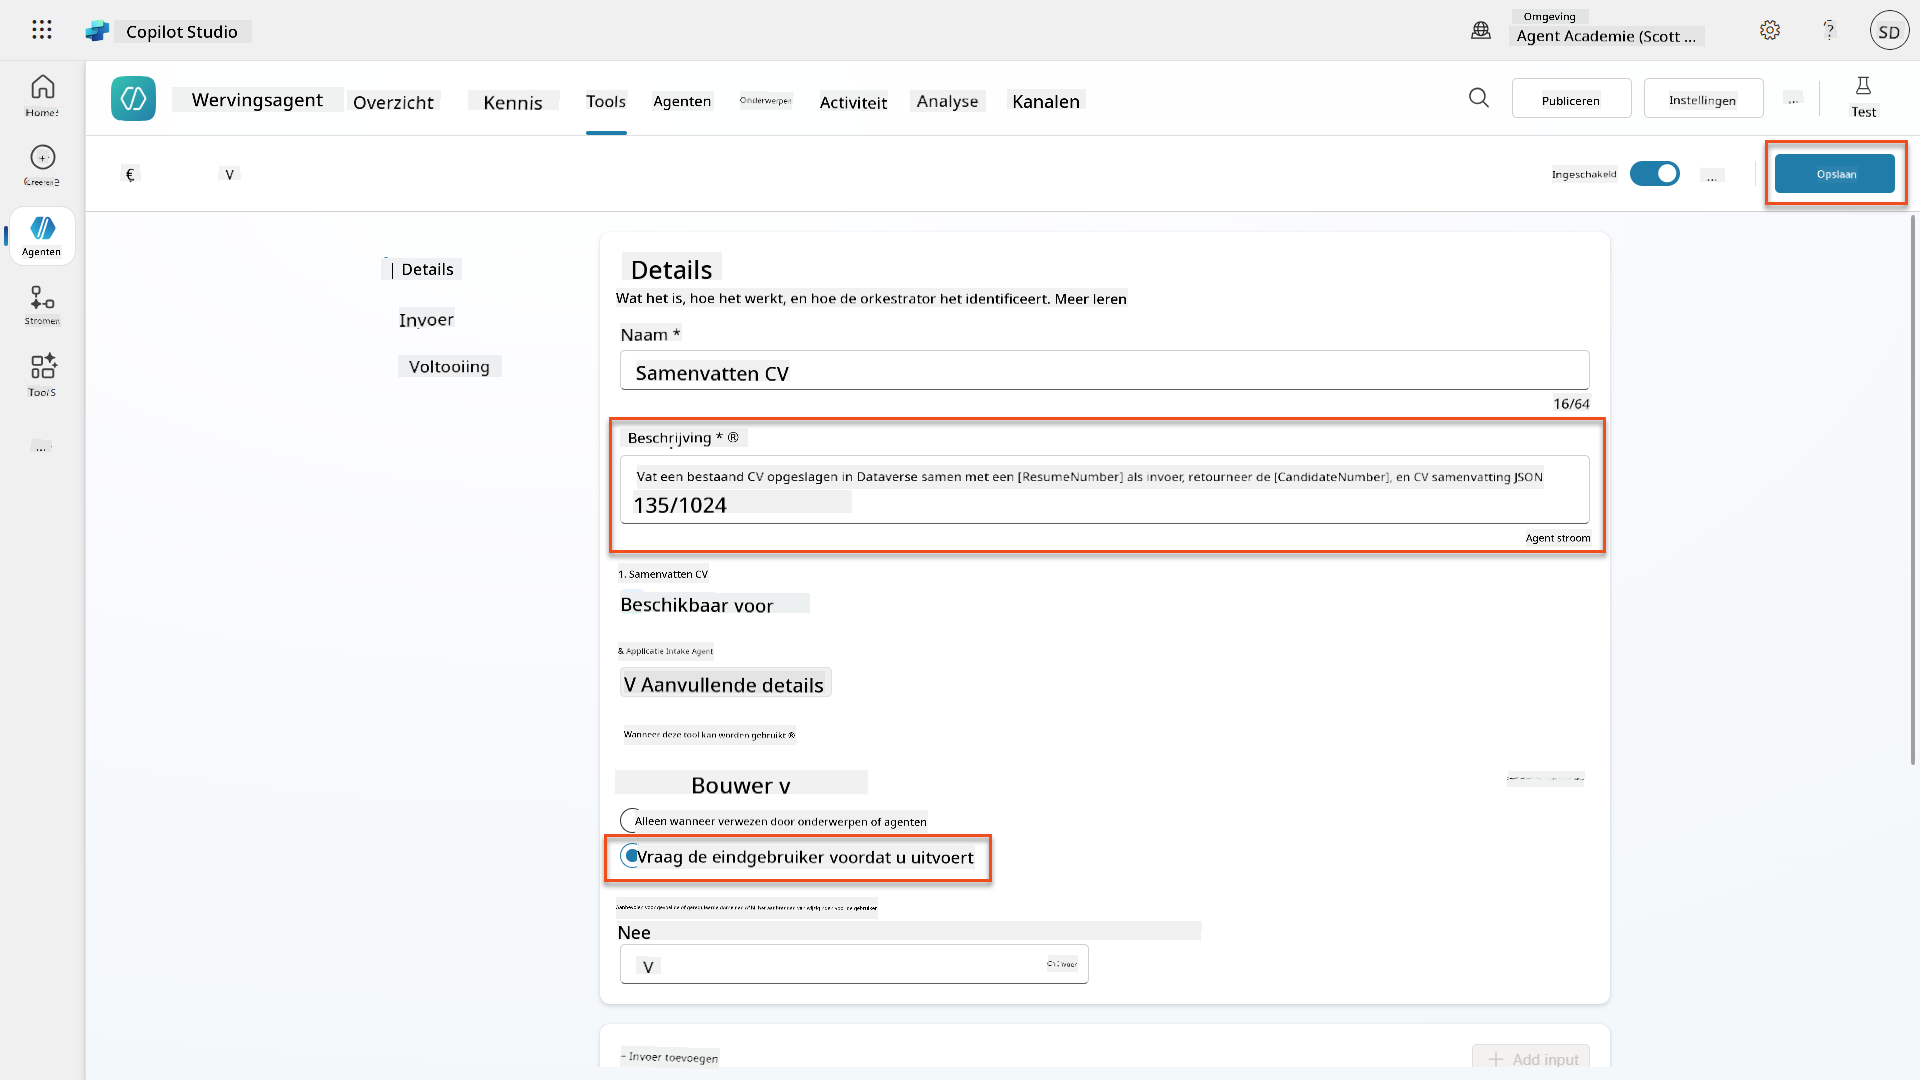 Copilot Studio
Omgeving
Agent Academie (Scott ...
SD
Home
Wervingsagent
Overzicht
Kennis
Tools
Agenten
Onderwerpen
Activiteit
Analyse
Kanalen
Publiceren
Instellingen
...
Test
€
V
Ingeschakeld
...
Opslaan
Agenten
Stromen
Tools
...
| Details
Invoer
Voltooiing
Details
Wat het is, hoe het werkt, en hoe de orkestrator het identificeert. Meer leren
Naam *
Samenvatten CV
16/64
Beschrijving * ®
Vat een bestaand CV opgeslagen in Dataverse samen met een [ResumeNumber] als invoer, retourneer de [CandidateNumber], en CV samenvatting JSON
135/1024
Agent stroom
1. Samenvatten CV
Beschikbaar voor
& Applicatie Intake Agent
V Aanvullende details
Wanneer deze tool kan worden gebruikt ®
Bouwer v
Alleen wanneer verwezen door onderwerpen of agenten
Vraag de eindgebruiker voordat u uitvoert
Nee
V
- Invoer toevoegen
Add input